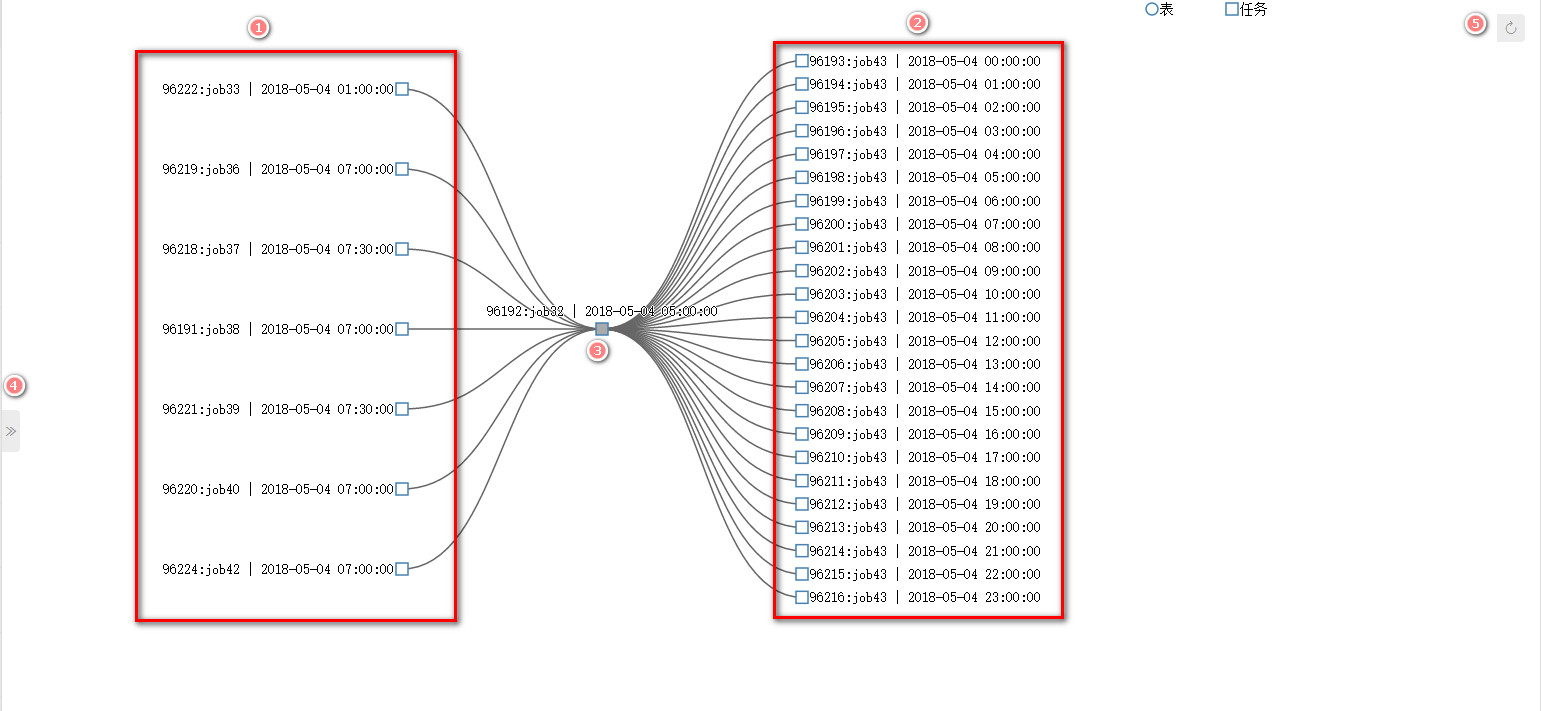 1
2
表
任务
5
96222:job33 | 2018-05-04 01:00:00
96219:job36 | 2018-05-04 07:00:00
96218:job37 | 2018-05-04 07:30:00
96191:job38 | 2018-05-04 07:00:00
96221:job39 | 2018-05-04 07:30:00
96220:job40 | 2018-05-04 07:00:00
96224:job42 | 2018-05-04 07:00:00
96192:job32 | 2018-05-04 05:00:00
3
4
»
96193:job43 | 2018-05-04 00:00:00
96194:job43 | 2018-05-04 01:00:00
96195:job43 | 2018-05-04 02:00:00
96196:job43 | 2018-05-04 03:00:00
96197:job43 | 2018-05-04 04:00:00
96198:job43 | 2018-05-04 05:00:00
96199:job43 | 2018-05-04 06:00:00
96200:job43 | 2018-05-04 07:00:00
96201:job43 | 2018-05-04 08:00:00
96202:job43 | 2018-05-04 09:00:00
96203:job43 | 2018-05-04 10:00:00
96204:job43 | 2018-05-04 11:00:00
96205:job43 | 2018-05-04 12:00:00
96206:job43 | 2018-05-04 13:00:00
96207:job43 | 2018-05-04 14:00:00
96208:job43 | 2018-05-04 15:00:00
96209:job43 | 2018-05-04 16:00:00
96210:job43 | 2018-05-04 17:00:00
96211:job43 | 2018-05-04 18:00:00
96212:job43 | 2018-05-04 19:00:00
96213:job43 | 2018-05-04 20:00:00
96214:job43 | 2018-05-04 21:00:00
96215:job43 | 2018-05-04 22:00:00
96216:job43 | 2018-05-04 23:00:00